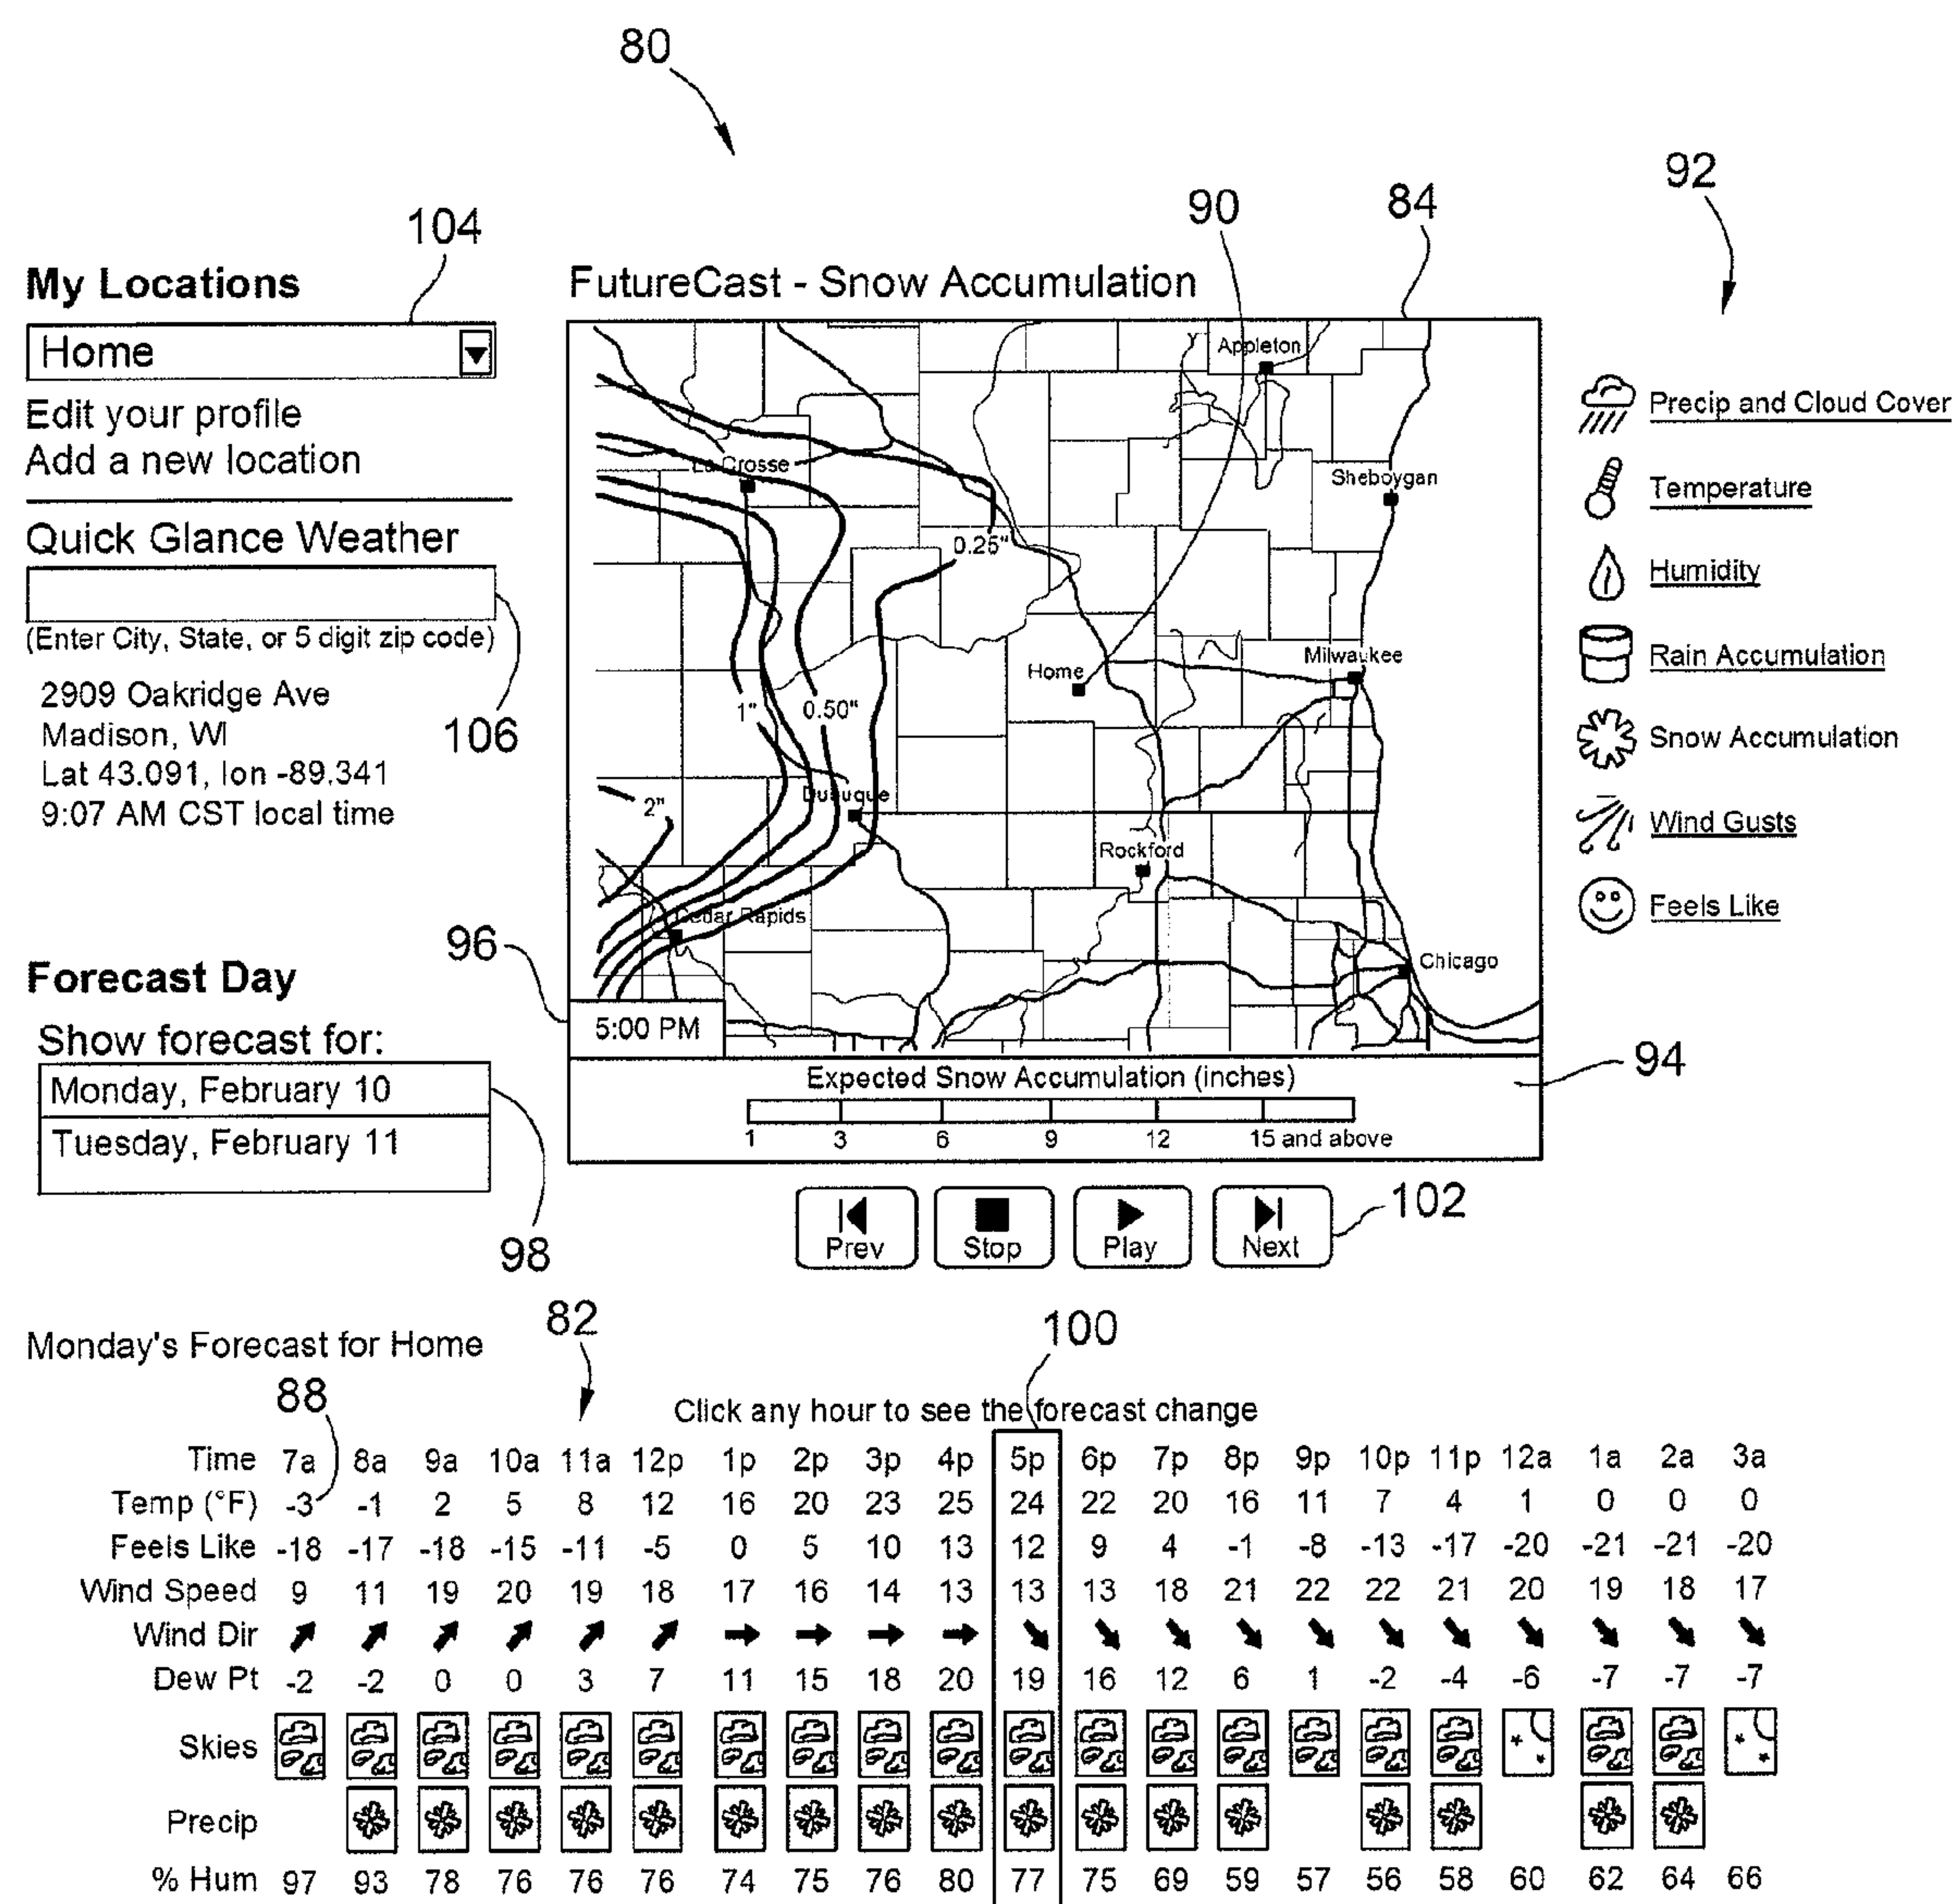 80
92
90
84
104
My Locations
FutureCast - Snow Accumulation
Home
Edit your profile
Add a new location
Quick Glance Weather
(Enter City, State, or 5 digit zip code)
2909 Oakridge Ave
Madison, WI
Lat 43.091, lon -89.341
9:07 AM CST local time
106
Appleton
La Crosse
Sheboygan
0.25"
Home
Milwaukee
1"
0.50"
Dubuque
2"
Rockford
Cedar Rapids
Chicago
Precip and Cloud Cover
Temperature
Humidity
Rain Accumulation
Snow Accumulation
Wind Gusts
Feels Like
96
Forecast Day
Show forecast for:
Monday, February 10
Tuesday, February 11
98
5:00 PM
94
Expected Snow Accumulation (inches)
1 3 6 9 12 15 and above
Prev Stop Play Next
102
82
100
Monday's Forecast for Home
88
Click any hour to see the forecast change
Time 7a 8a 9a 10a 11a 12p 1p 2p 3p 4p 5p 6p 7p 8p 9p 10p 11p 12a 1a 2a 3a
Temp (°F) -3 -1 2 5 8 12 16 20 23 25 24 22 20 16 11 7 4 1 0 0 0
Feels Like -18 -17 -18 -15 -11 -5 0 5 10 13 12 9 4 -1 -8 -13 -17 -20 -21 -21 -20
Wind Speed 9 11 19 20 19 18 17 16 14 13 13 13 18 21 22 22 21 20 19 18 17
Wind Dir
Dew Pt -2 -2 0 0 3 7 11 15 18 20 19 16 12 6 1 -2 -4 -6 -7 -7 -7
Skies
Precip
% Hum 97 93 78 76 76 76 74 75 76 80 77 75 69 59 57 56 58 60 62 64 66